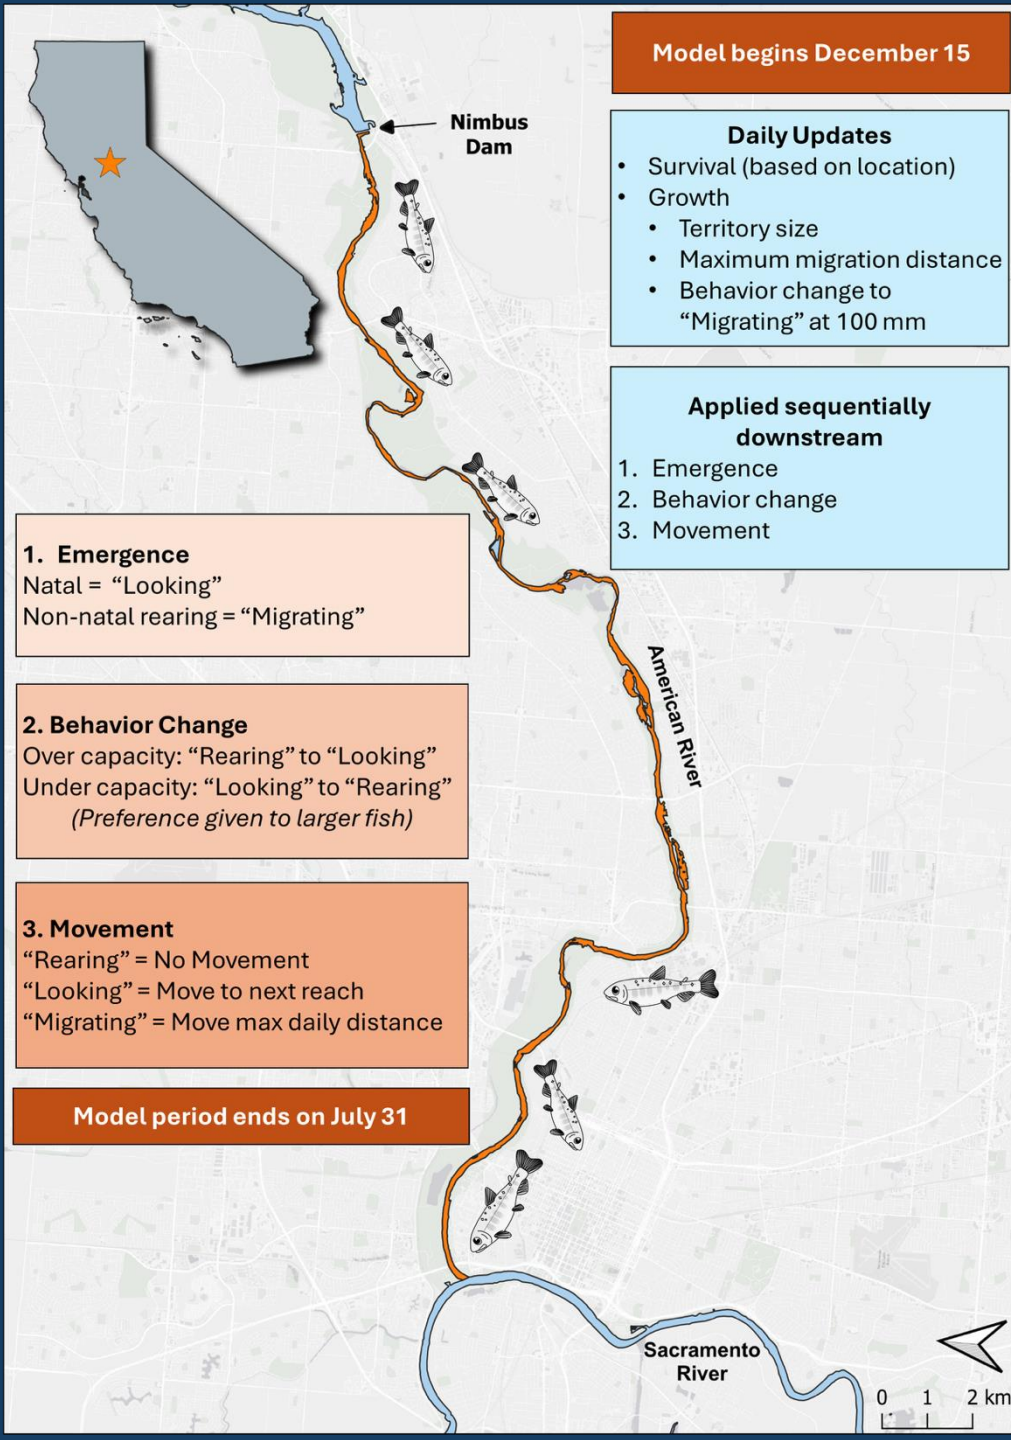 Model begins December 15
Nimbus
Dam
Daily Updates
• Survival (based on location)
• Growth
• Territory size
• Maximum migration distance
• Behavior change to
“Migrating” at 100 mm
Applied sequentially
downstream
1. Emergence
2. Behavior change
3. Movement
1. Emergence
Natal = “Looking”
Non-natal rearing = “Migrating”
American River
2. Behavior Change
Over capacity: “Rearing” to “Looking”
Under capacity: “Looking” to “Rearing”
(Preference given to larger fish)
3. Movement
“Rearing” = No Movement
“Looking” = Move to next reach
“Migrating” = Move max daily distance
Model period ends on July 31
Sacramento
River
0 1 2 km